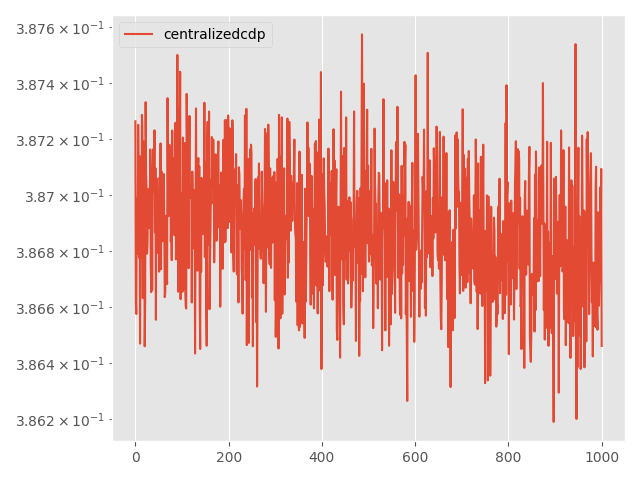 centralizedcdp
3.876 × 10⁻¹
3.874 × 10⁻¹
3.872 × 10⁻¹
3.87 × 10⁻¹
3.868 × 10⁻¹
3.866 × 10⁻¹
3.864 × 10⁻¹
3.862 × 10⁻¹
0 200 400 600 800 1000